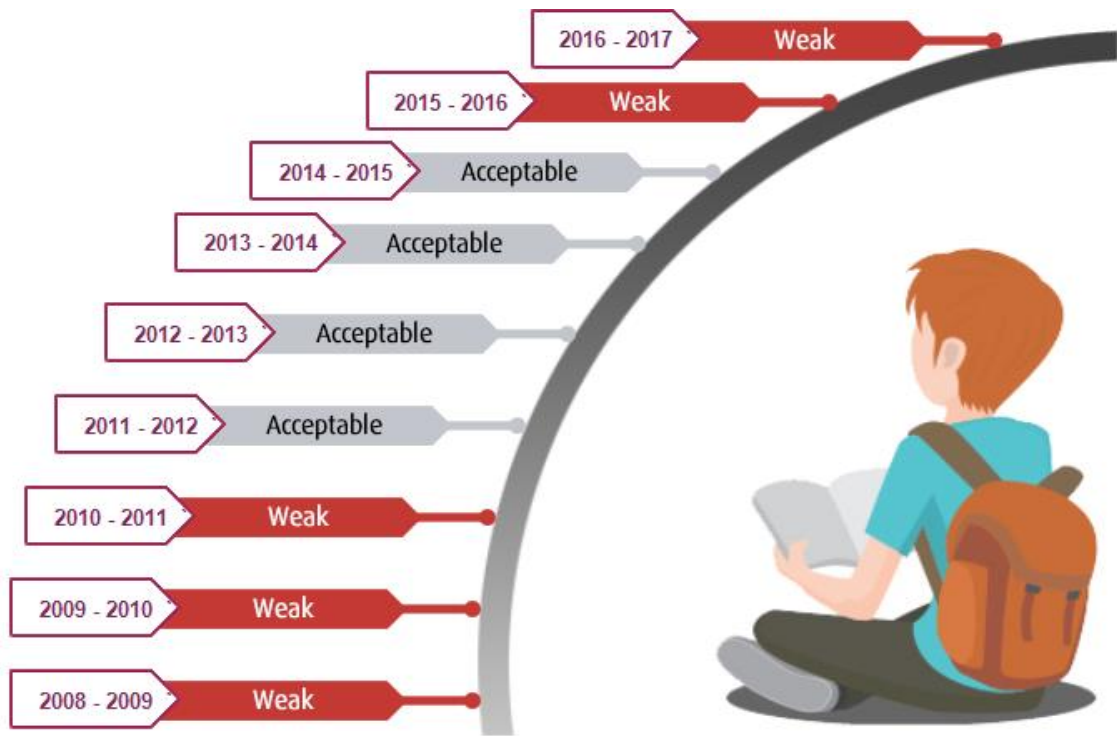 2016 - 2017 Weak
2015 - 2016 Weak
2014 - 2015 Acceptable
2013 - 2014 Acceptable
2012 - 2013 Acceptable
2011 - 2012 Acceptable
2010 - 2011 Weak
2009 - 2010 Weak
2008 - 2009 Weak